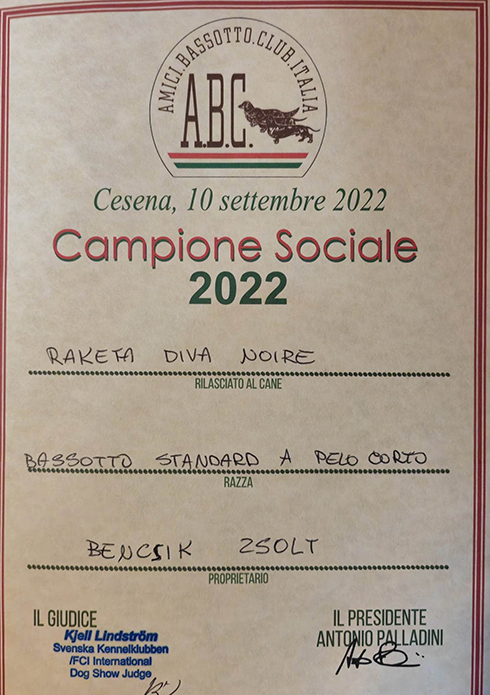 AMICI.BASSOTTO.CLUB.ITALIA
A.B.C.
Cesena, 10 settembre 2022
Campione Sociale
2022
RAKETA DIVA NOIRE
RILASCIATO AL CANE
BASSOTTO STANDARD A PELO CORTO
RAZZA
BENCSIK ZSOLT
PROPRIETARIO
IL GIUDICE
Kjell Lindström
Svenska Kennelklubben
/FCI International
Dog Show Judge
IL PRESIDENTE
ANTONIO PALLADINI